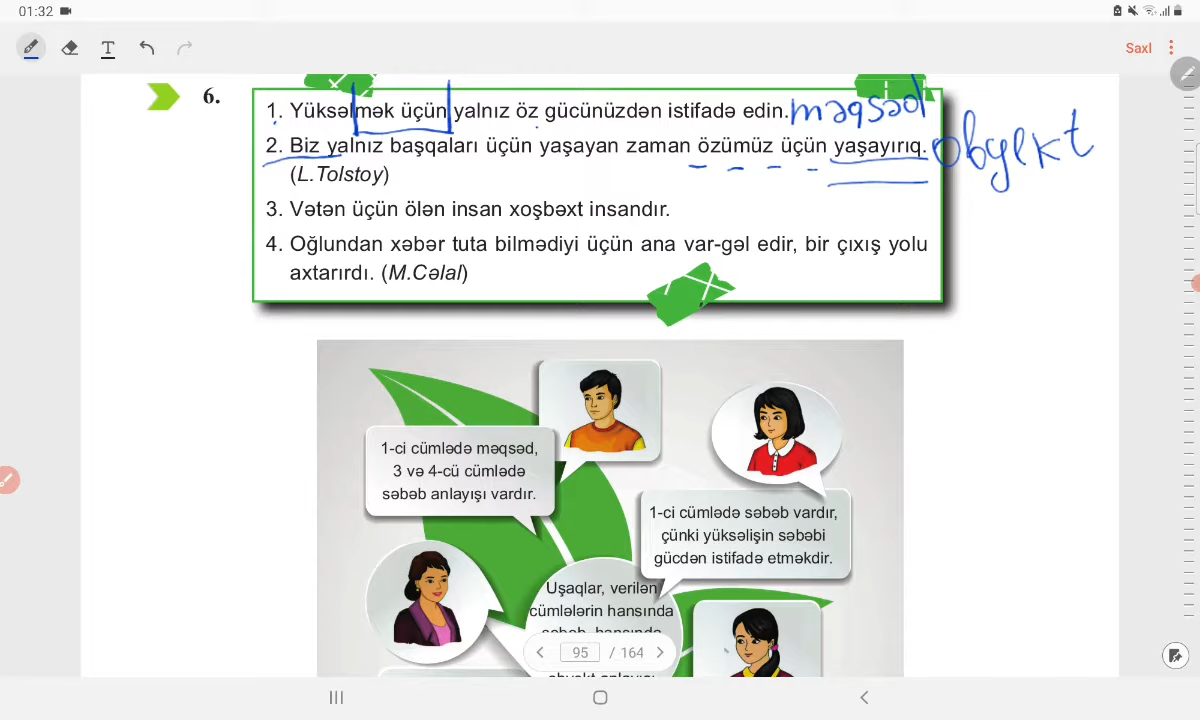 01:32
T
Saxl
6.
1. Yüksəlmək üçün yalnız öz gücünüzdən istifadə edin. məqsəd
2. Biz yalnız başqaları üçün yaşayan zaman özümüz üçün yaşayırıq. obyekt
(L.Tolstoy)
3. Vətən üçün ölən insan xoşbəxt insandır.
4. Oğlundan xəbər tuta bilmədiyi üçün ana var-gəl edir, bir çıxış yolu
axtarırdı. (M.Cəlal)
1-ci cümlədə məqsəd,
3 və 4-cü cümlədə
səbəb anlayışı vardır.
1-ci cümlədə səbəb vardır,
çünki yüksəlişin səbəbi
gücdən istifadə etməkdir.
Uşaqlar, verilən
cümlələrin hansında
95 / 164